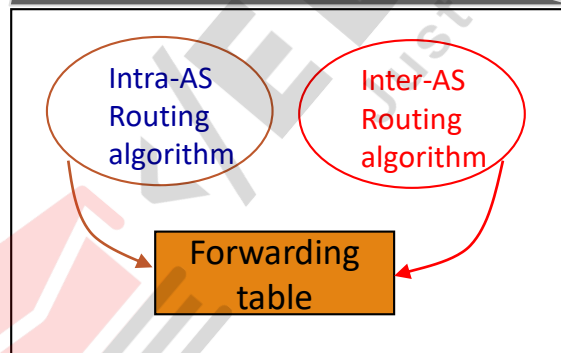 Intra-AS
Routing
algorithm
Inter-AS
Routing
algorithm
Forwarding
table